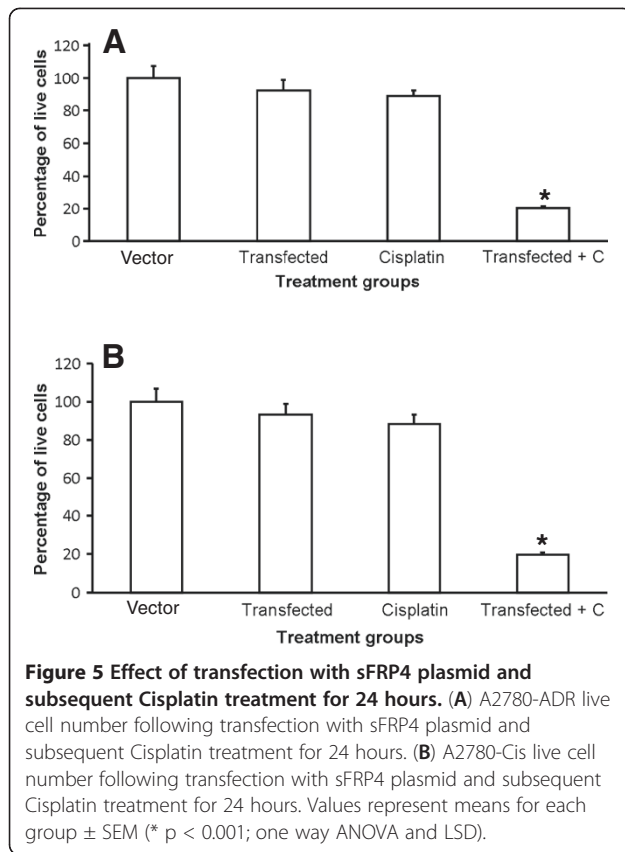 A
Percentage of live cells
120
100
80
60
40
20
0
Vector Transfected Cisplatin Transfected + C
*
Treatment groups
B
Percentage of live cells
120
100
80
60
40
20
0
Vector Transfected Cisplatin Transfected + C
*
Treatment groups
Figure 5 Effect of transfection with sFRP4 plasmid and
subsequent Cisplatin treatment for 24 hours. (A) A2780-ADR live
cell number following transfection with sFRP4 plasmid and
subsequent Cisplatin treatment for 24 hours. (B) A2780-Cis live cell
number following transfection with sFRP4 plasmid and subsequent
Cisplatin treatment for 24 hours. Values represent means for each
group ± SEM (* p < 0.001; one way ANOVA and LSD).